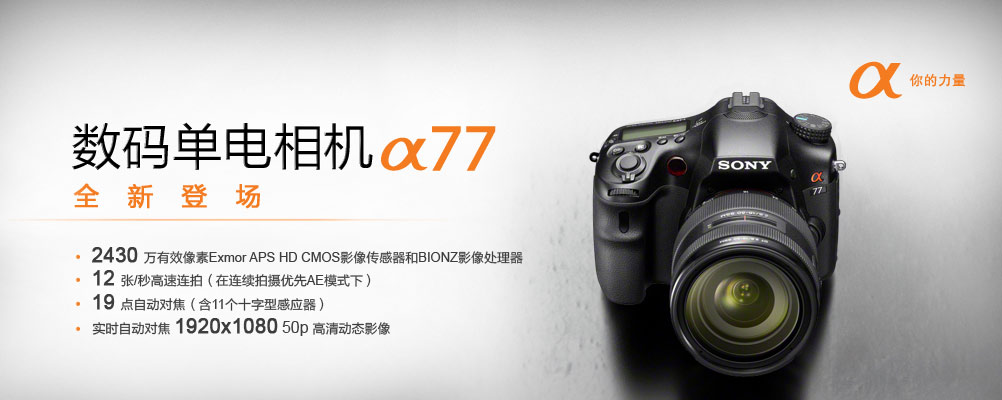 α 你的力量
数码单电相机α77
全新登场
• 2430 万有效像素Exmor APS HD CMOS影像传感器和BIONZ影像处理器
• 12 张/秒高速连拍（在连续拍摄优先AE模式下）
• 19 点自动对焦（含11个十字型感应器）
• 实时自动对焦 1920x1080 50p 高清动态影像
SONY
α
77